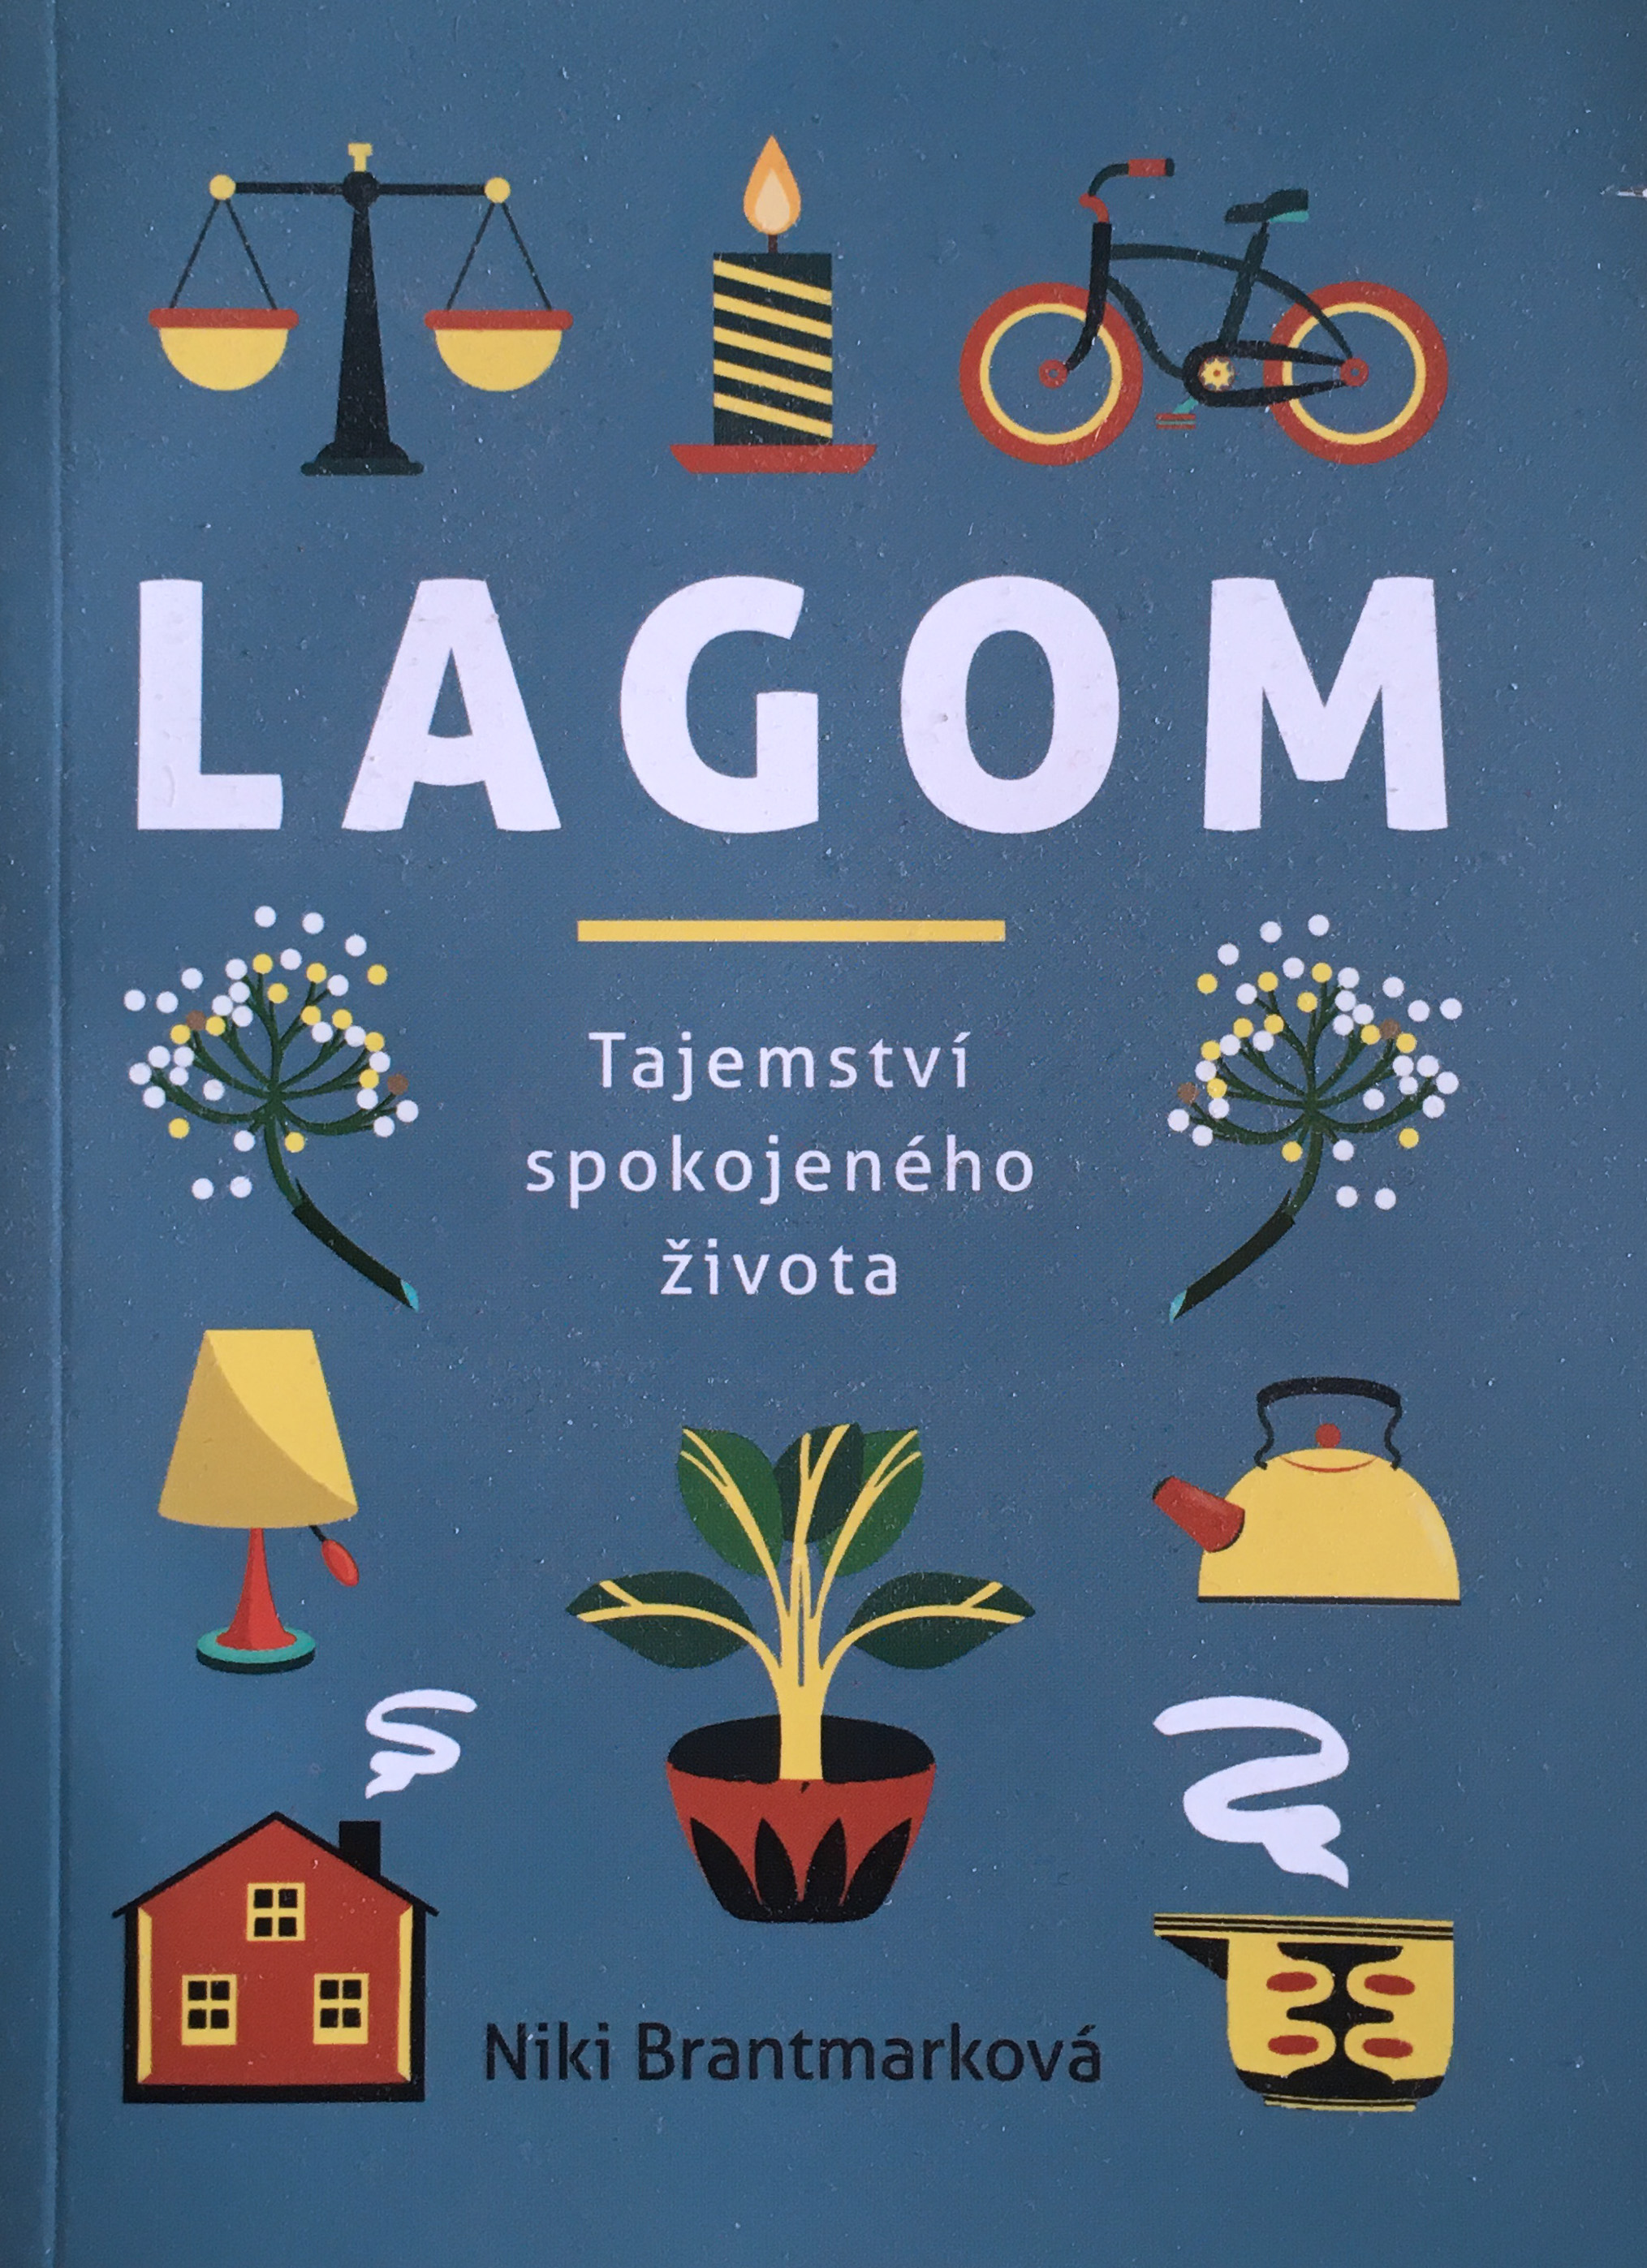 LAGOM
Tajemství
spokojeného
života
Niki Brantmarková